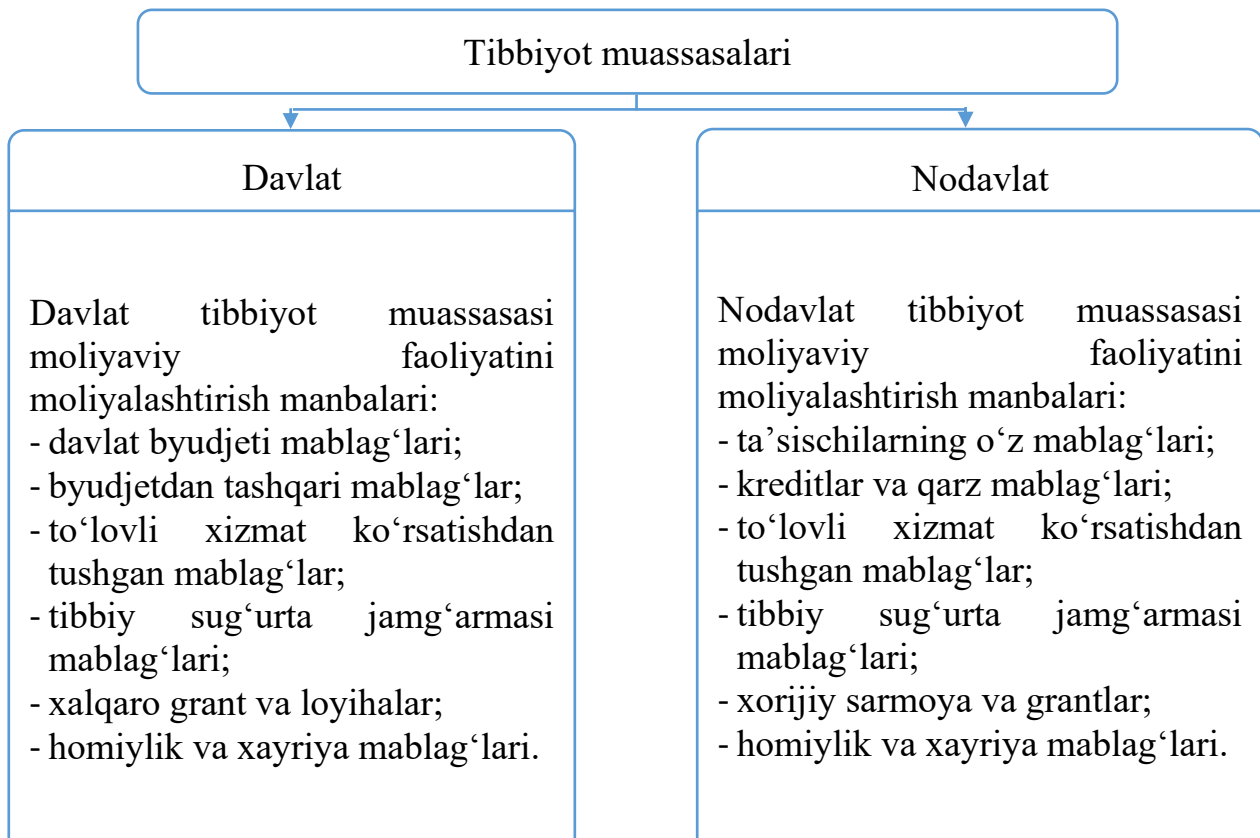 Tibbiyot muassasalari
Davlat
Davlat tibbiyot muassasasi
moliyaviy faoliyatini
moliyalashtirish manbalari:
- davlat byudjeti mablag‘lari;
- byudjetdan tashqari mablag‘lar;
- to‘lovli xizmat ko‘rsatishdan
tushgan mablag‘lar;
- tibbiy sug‘urta jamg‘armasi
mablag‘lari;
- xalqaro grant va loyihalar;
- homiylik va xayriya mablag‘lari.
Nodavlat
Nodavlat tibbiyot muassasasi
moliyaviy faoliyatini
moliyalashtirish manbalari:
- ta’sischilarning o‘z mablag‘lari;
- kreditlar va qarz mablag‘lari;
- to‘lovli xizmat ko‘rsatishdan
tushgan mablag‘lar;
- tibbiy sug‘urta jamg‘armasi
mablag‘lari;
- xorijiy sarmoya va grantlar;
- homiylik va xayriya mablag‘lari.